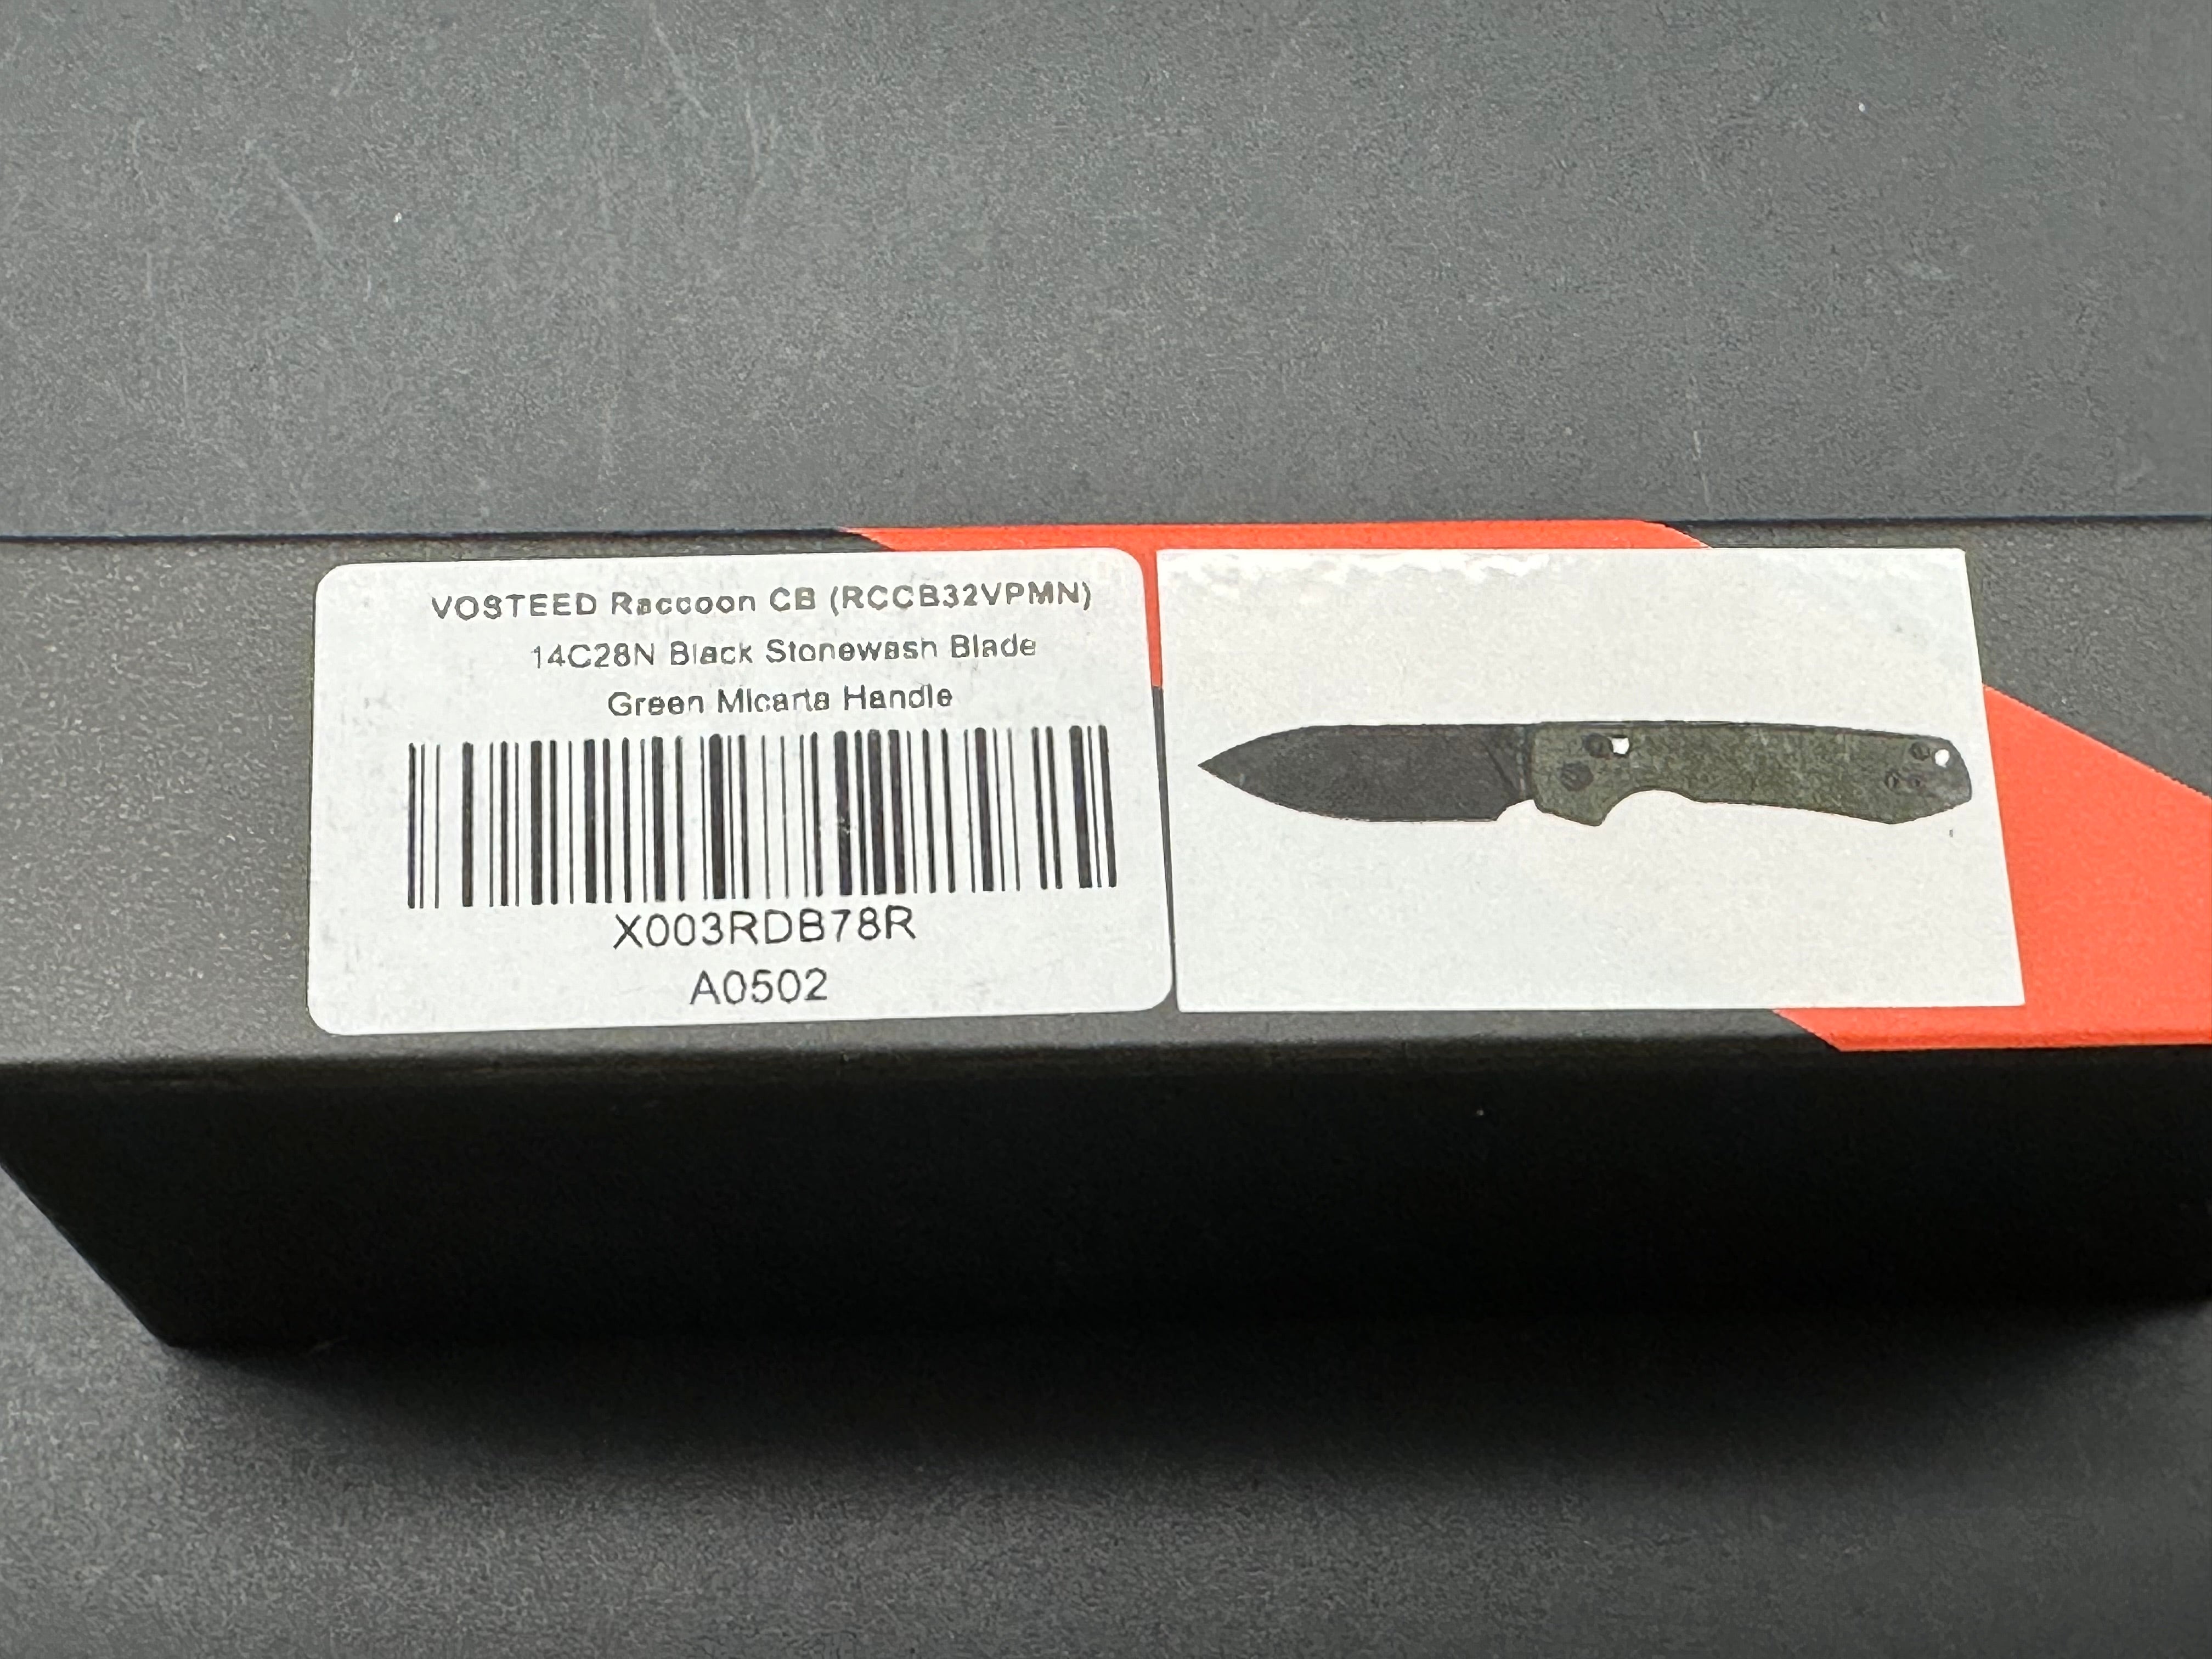 VOSTEED Raccoon CB (RCCB32VPMN)
14C28N Black Stonewash Blade
Green Micarta Handle
X003RDB78R
A0502